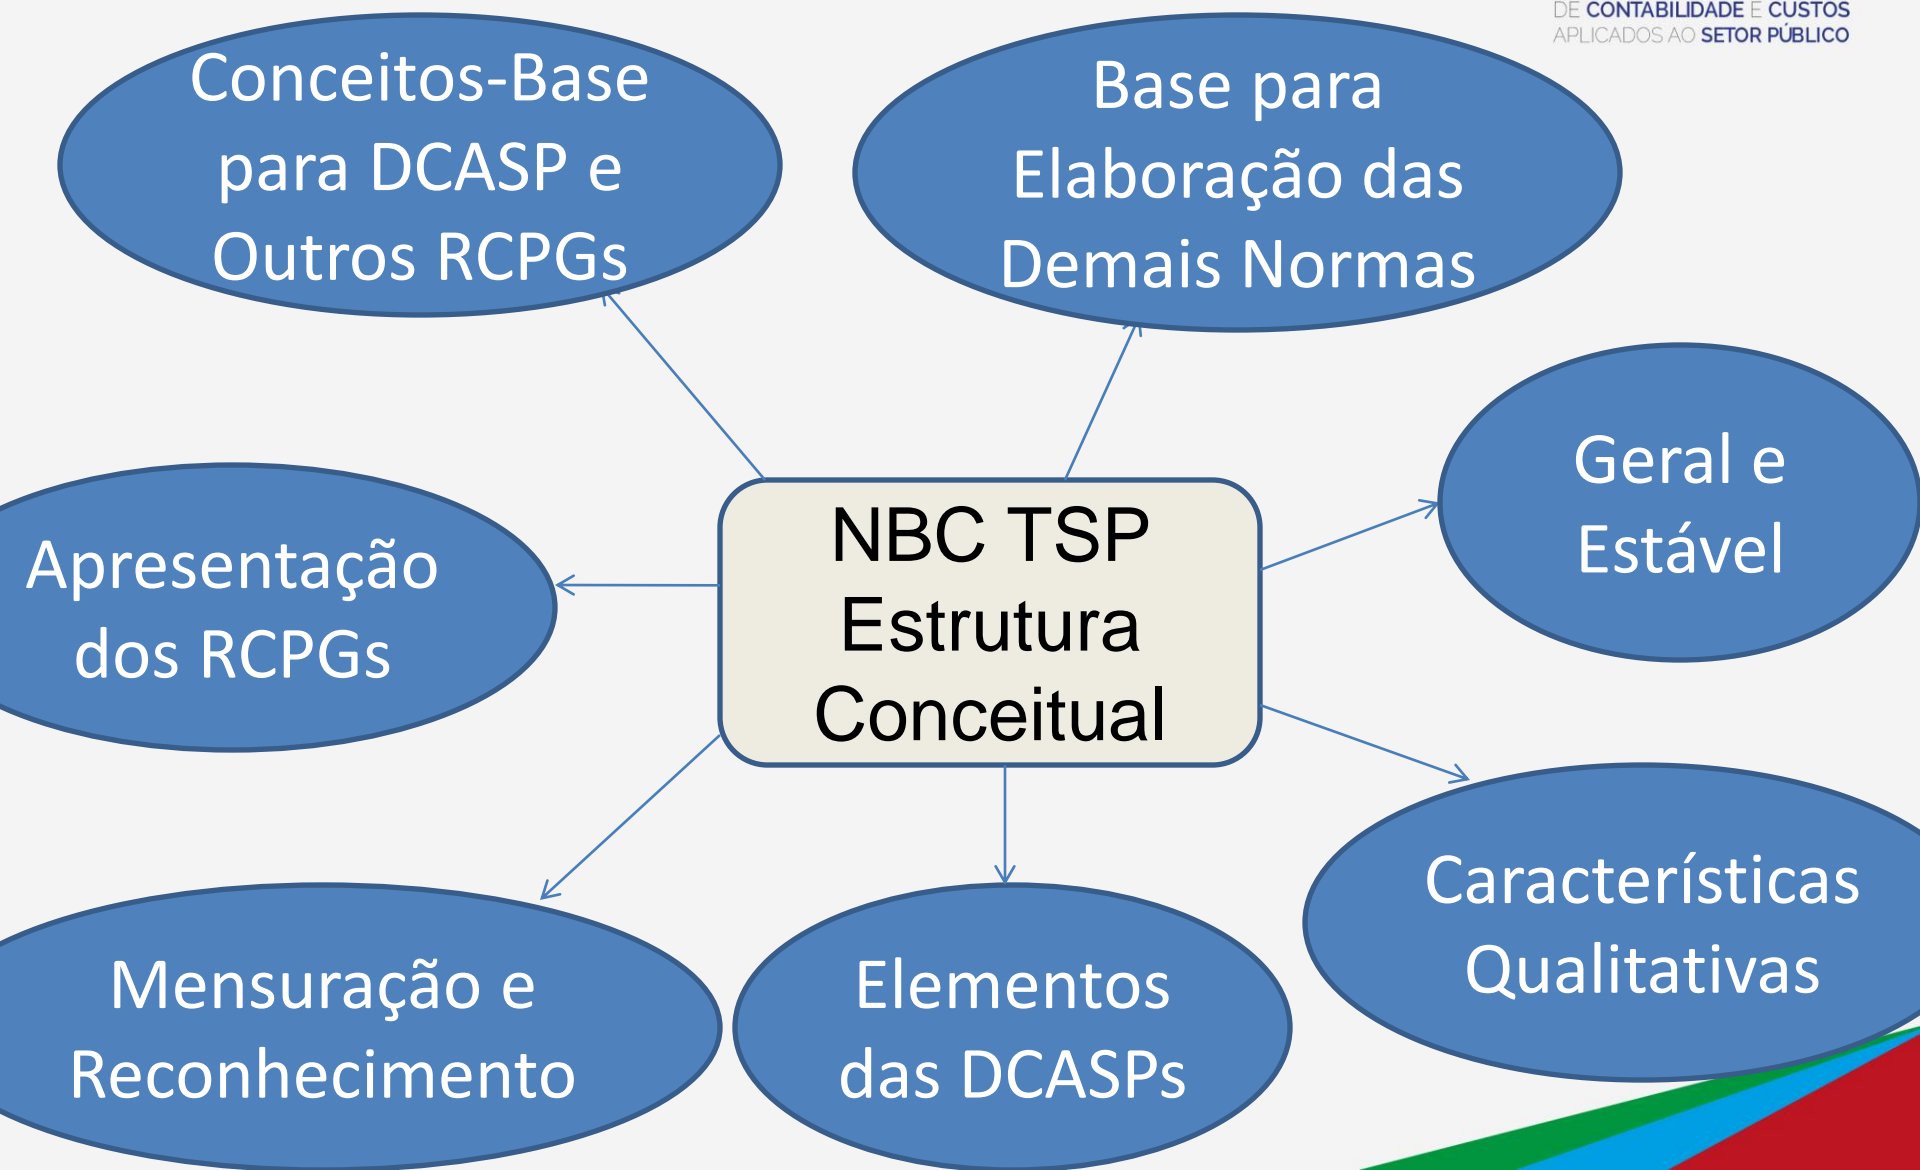 DE CONTABILIDADE E CUSTOS
APLICADOS AO SETOR PÚBLICO
Conceitos-Base
para DCASP e
Outros RCPGs
Base para
Elaboração das
Demais Normas
Geral e
Estável
Apresentação
dos RCPGs
NBC TSP
Estrutura
Conceitual
Características
Qualitativas
Mensuração e
Reconhecimento
Elementos
das DCASPs